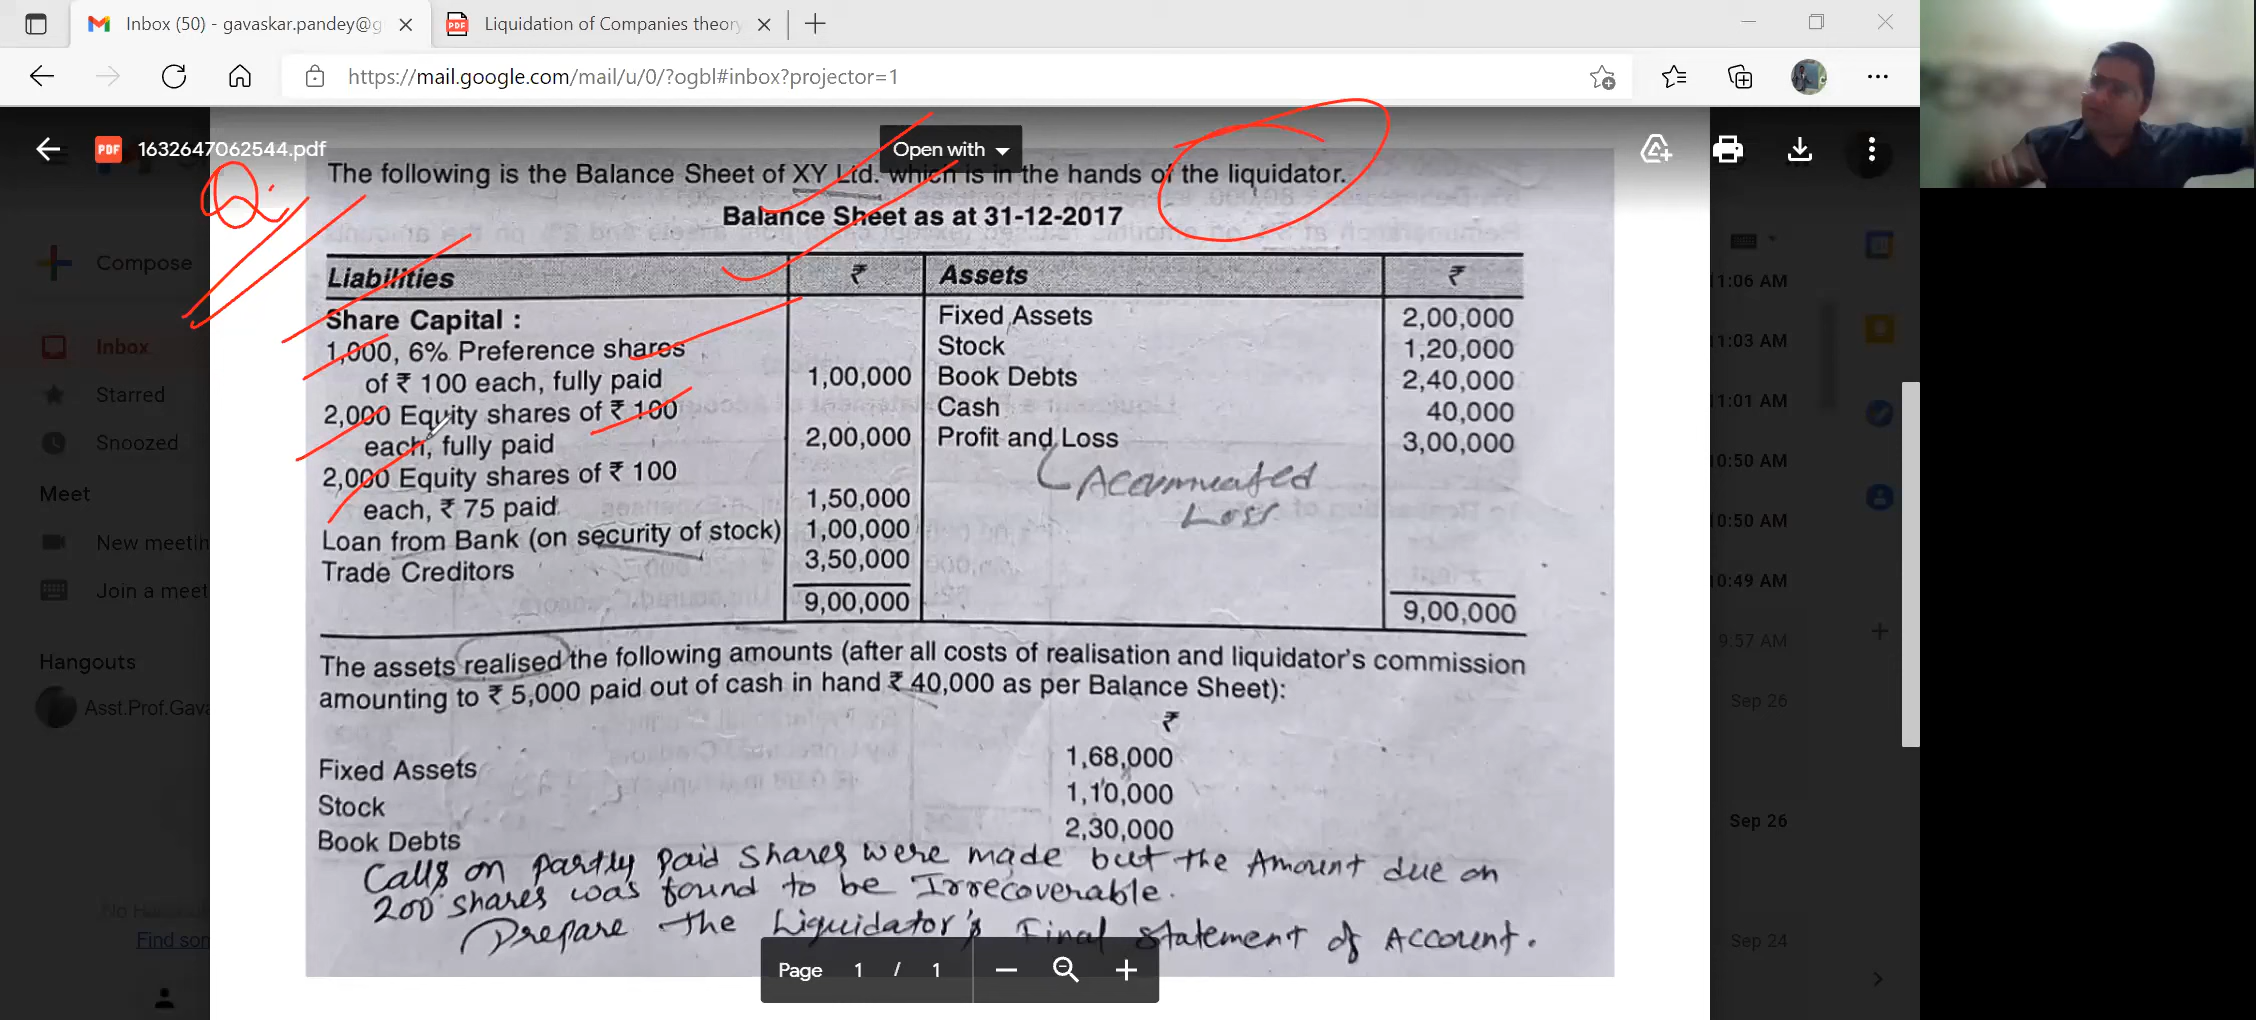 Inbox (50) - gavaskar.pandey@g
Liquidation of Companies theory
https://mail.google.com/mail/u/0/?ogbl#inbox?projector=1
PDF 1632647062544.pdf
Open with
Q.
The following is the Balance Sheet of XY Ltd. which is in the hands of the liquidator.
Balance Sheet as at 31-12-2017
Liabilities ₹ Assets ₹
Share Capital : Fixed Assets 2,00,000
1,000, 6% Preference shares Stock 1,20,000
of ₹ 100 each, fully paid 1,00,000 Book Debts 2,40,000
2,000 Equity shares of ₹ 100 Cash 40,000
each, fully paid 2,00,000 Profit and Loss 3,00,000
2,000 Equity shares of ₹ 100 Accumulated
each, ₹ 75 paid 1,50,000 Loss
Loan from Bank (on security of stock) 1,00,000
Trade Creditors 3,50,000
9,00,000 9,00,000
The assets realised the following amounts (after all costs of realisation and liquidator's commission
amounting to ₹ 5,000 paid out of cash in hand ₹ 40,000 as per Balance Sheet):
₹
Fixed Assets 1,68,000
Stock 1,10,000
Book Debts 2,30,000
Calls on partly paid shares were made but the Amount due on
200 shares was found to be Irrecoverable.
Prepare the Liquidator's Final Statement of Account.
Page 1 / 1
Compose
Inbox
Starred
Snoozed
Meet
New meetin
Join a meet
Hangouts
Asst.Prof.Gava
Find son
11:06 AM
11:03 AM
11:01 AM
10:50 AM
10:50 AM
10:49 AM
9:57 AM
Sep 26
Sep 26
Sep 24